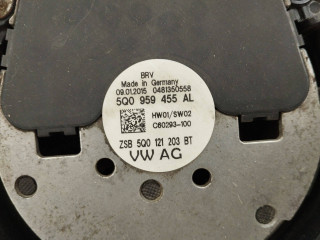 BRV
Made in Germany
09.01.2015 0481350558
5Q0 959 455 AL
HW01/SW02
C60293-100
ZSB 5Q0 121 203 BT
VW AG